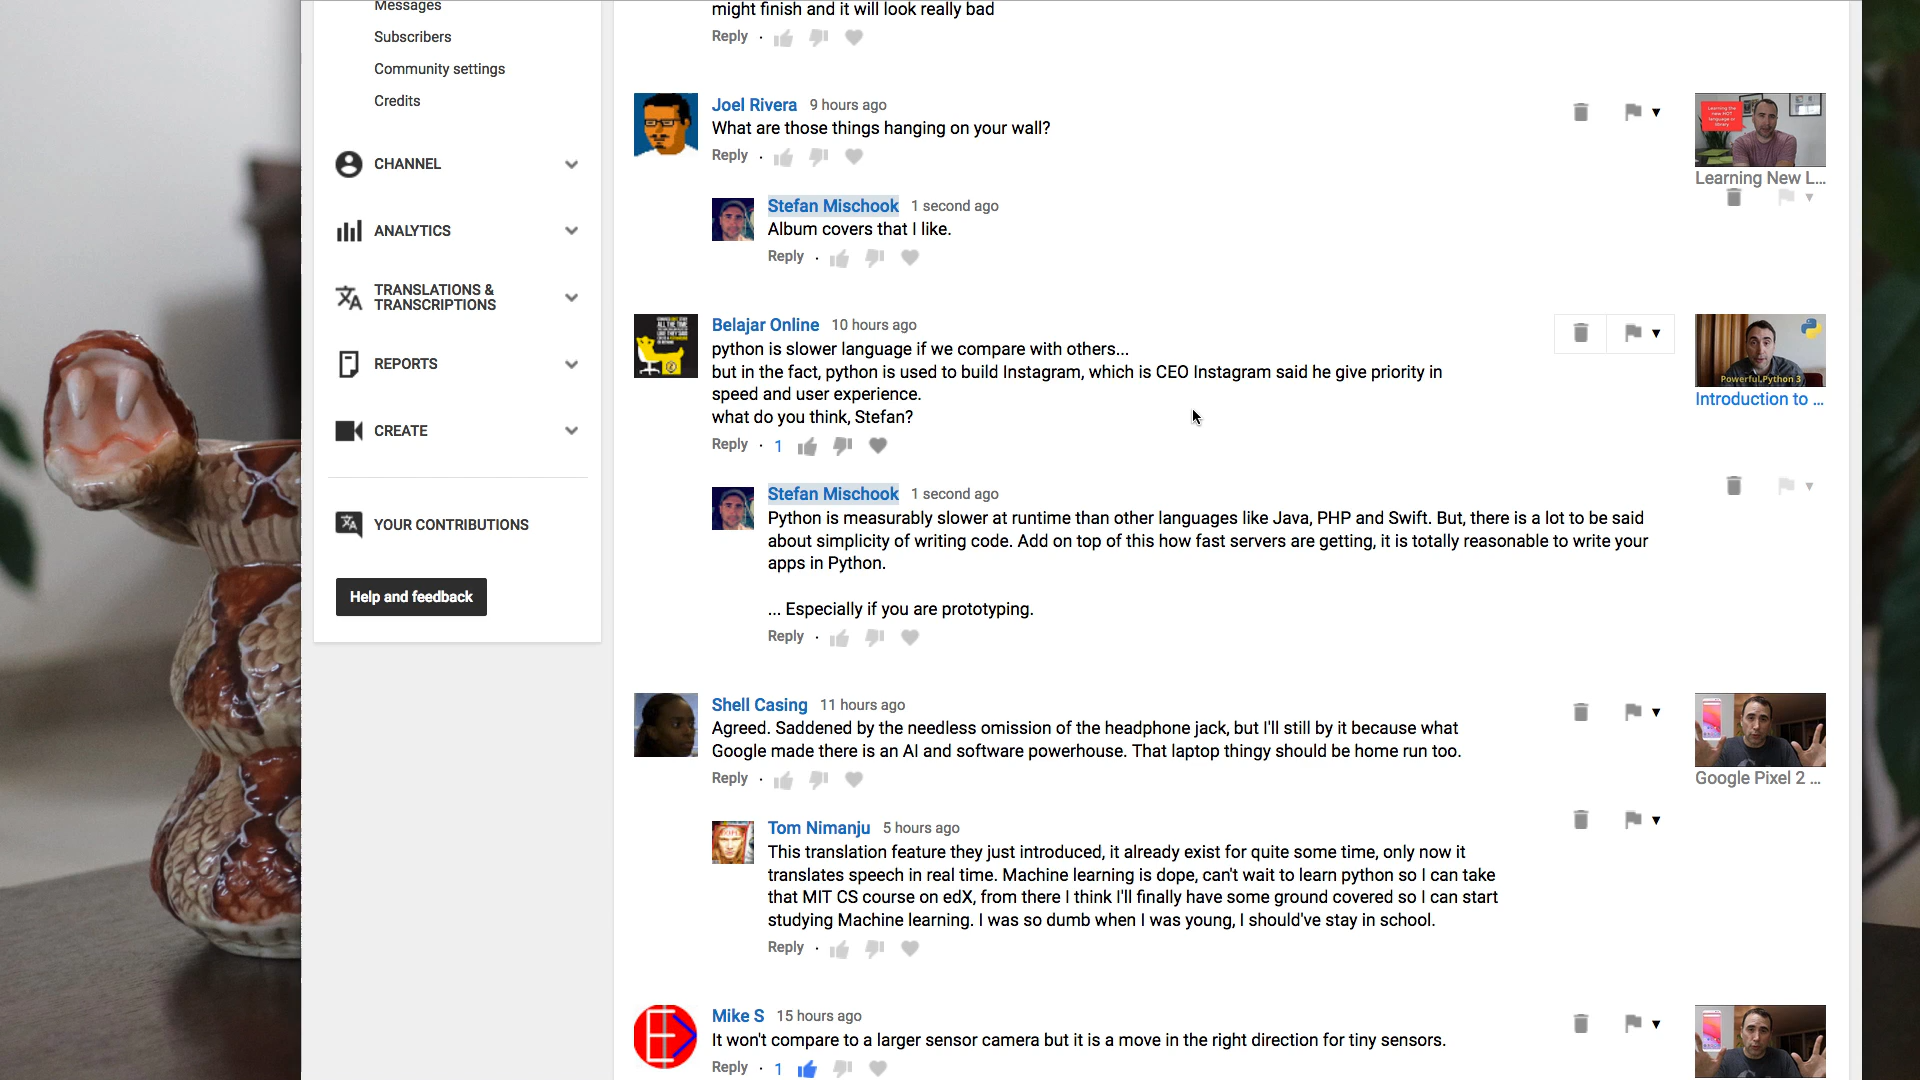 Messages
Subscribers
Community settings
Credits
CHANNEL
ANALYTICS
TRANSLATIONS &
TRANSCRIPTIONS
REPORTS
CREATE
YOUR CONTRIBUTIONS
Help and feedback
might finish and it will look really bad
Reply
Joel Rivera 9 hours ago
What are those things hanging on your wall?
Reply
Learning the
new HOT
language or
library
Learning New L...
Stefan Mischook 1 second ago
Album covers that I like.
Reply
Belajar Online 10 hours ago
python is slower language if we compare with others...
but in the fact, python is used to build Instagram, which is CEO Instagram said he give priority in
speed and user experience.
what do you think, Stefan?
Reply · 1
Powerful Python 3
Introduction to ...
Stefan Mischook 1 second ago
Python is measurably slower at runtime than other languages like Java, PHP and Swift. But, there is a lot to be said
about simplicity of writing code. Add on top of this how fast servers are getting, it is totally reasonable to write your
apps in Python.
... Especially if you are prototyping.
Reply
Shell Casing 11 hours ago
Agreed. Saddened by the needless omission of the headphone jack, but I'll still by it because what
Google made there is an AI and software powerhouse. That laptop thingy should be home run too.
Reply
Google Pixel 2 ...
Tom Nimanju 5 hours ago
This translation feature they just introduced, it already exist for quite some time, only now it
translates speech in real time. Machine learning is dope, can't wait to learn python so I can take
that MIT CS course on edX, from there I think I'll finally have some ground covered so I can start
studying Machine learning. I was so dumb when I was young, I should've stay in school.
Reply
Mike S 15 hours ago
It won't compare to a larger sensor camera but it is a move in the right direction for tiny sensors.
Reply · 1